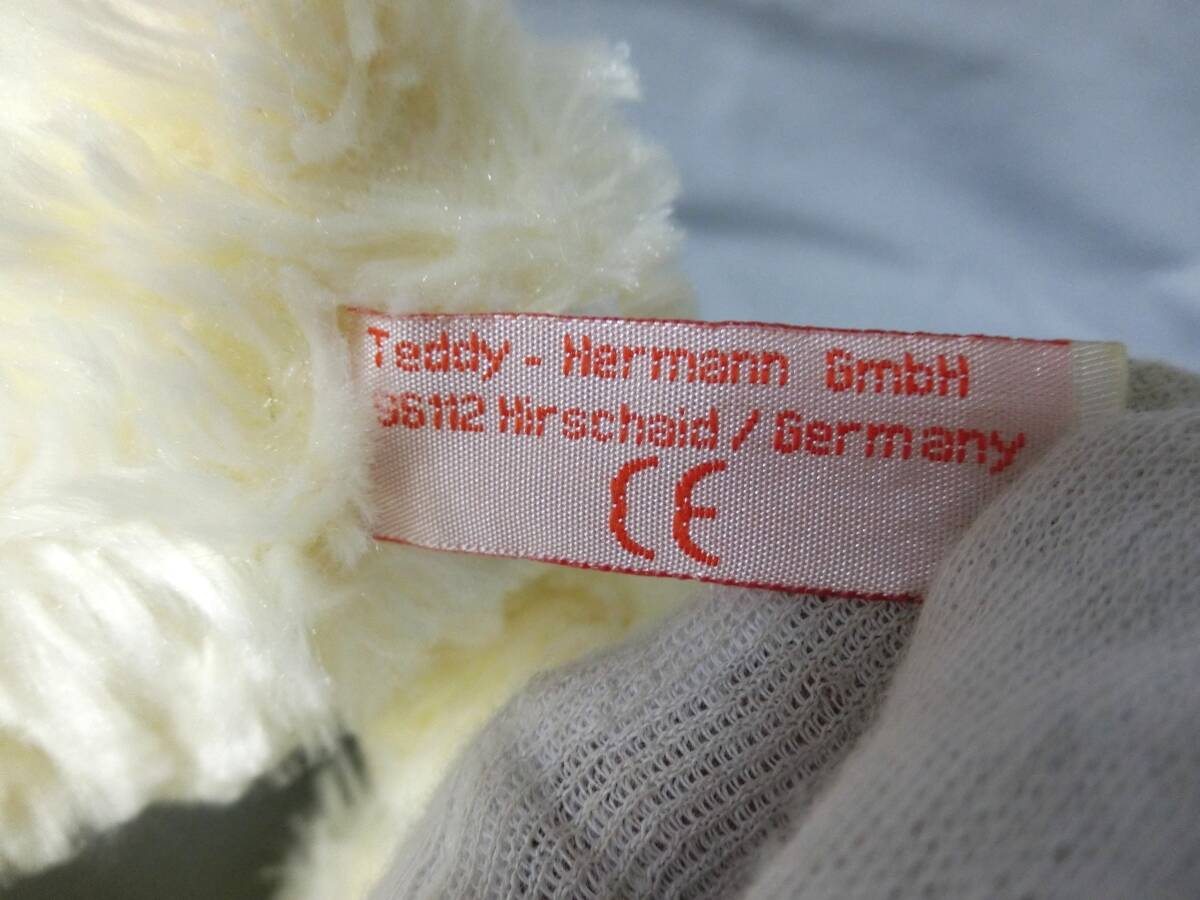 Teddy - Hermann GmbH
96112 Hirschaid / Germany
CE